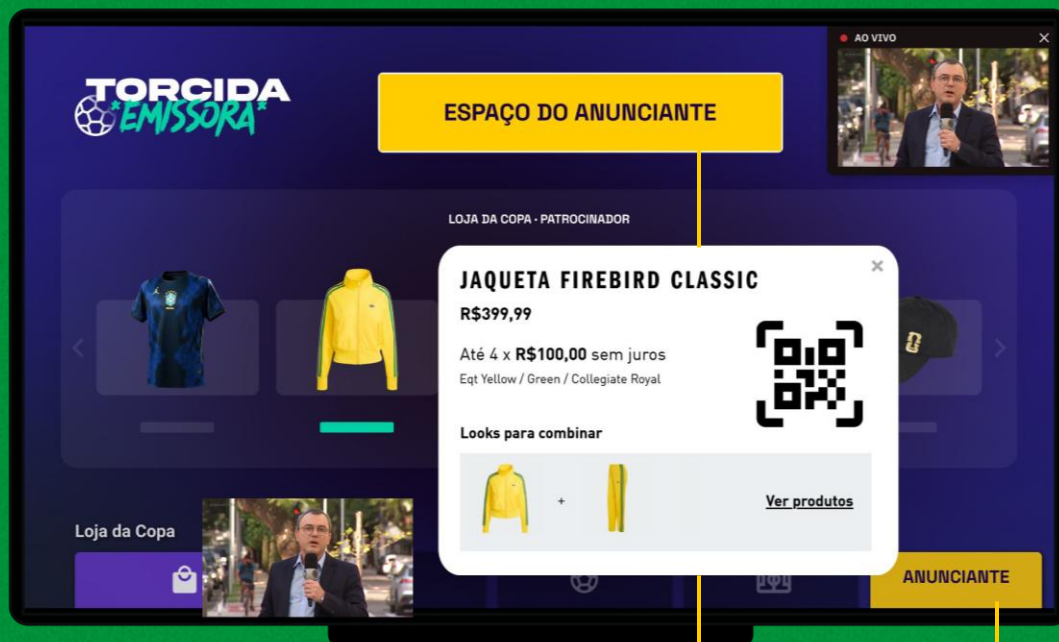 AO VIVO
TORCIDA
*EMISSORA*
ESPAÇO DO ANUNCIANTE
LOJA DA COPA - PATROCINADOR
JAQUETA FIREBIRD CLASSIC
R$399,99
Até 4 x R$100,00 sem juros
Eqt Yellow / Green / Collegiate Royal
Looks para combinar
+
Ver produtos
Loja da Copa
ANUNCIANTE